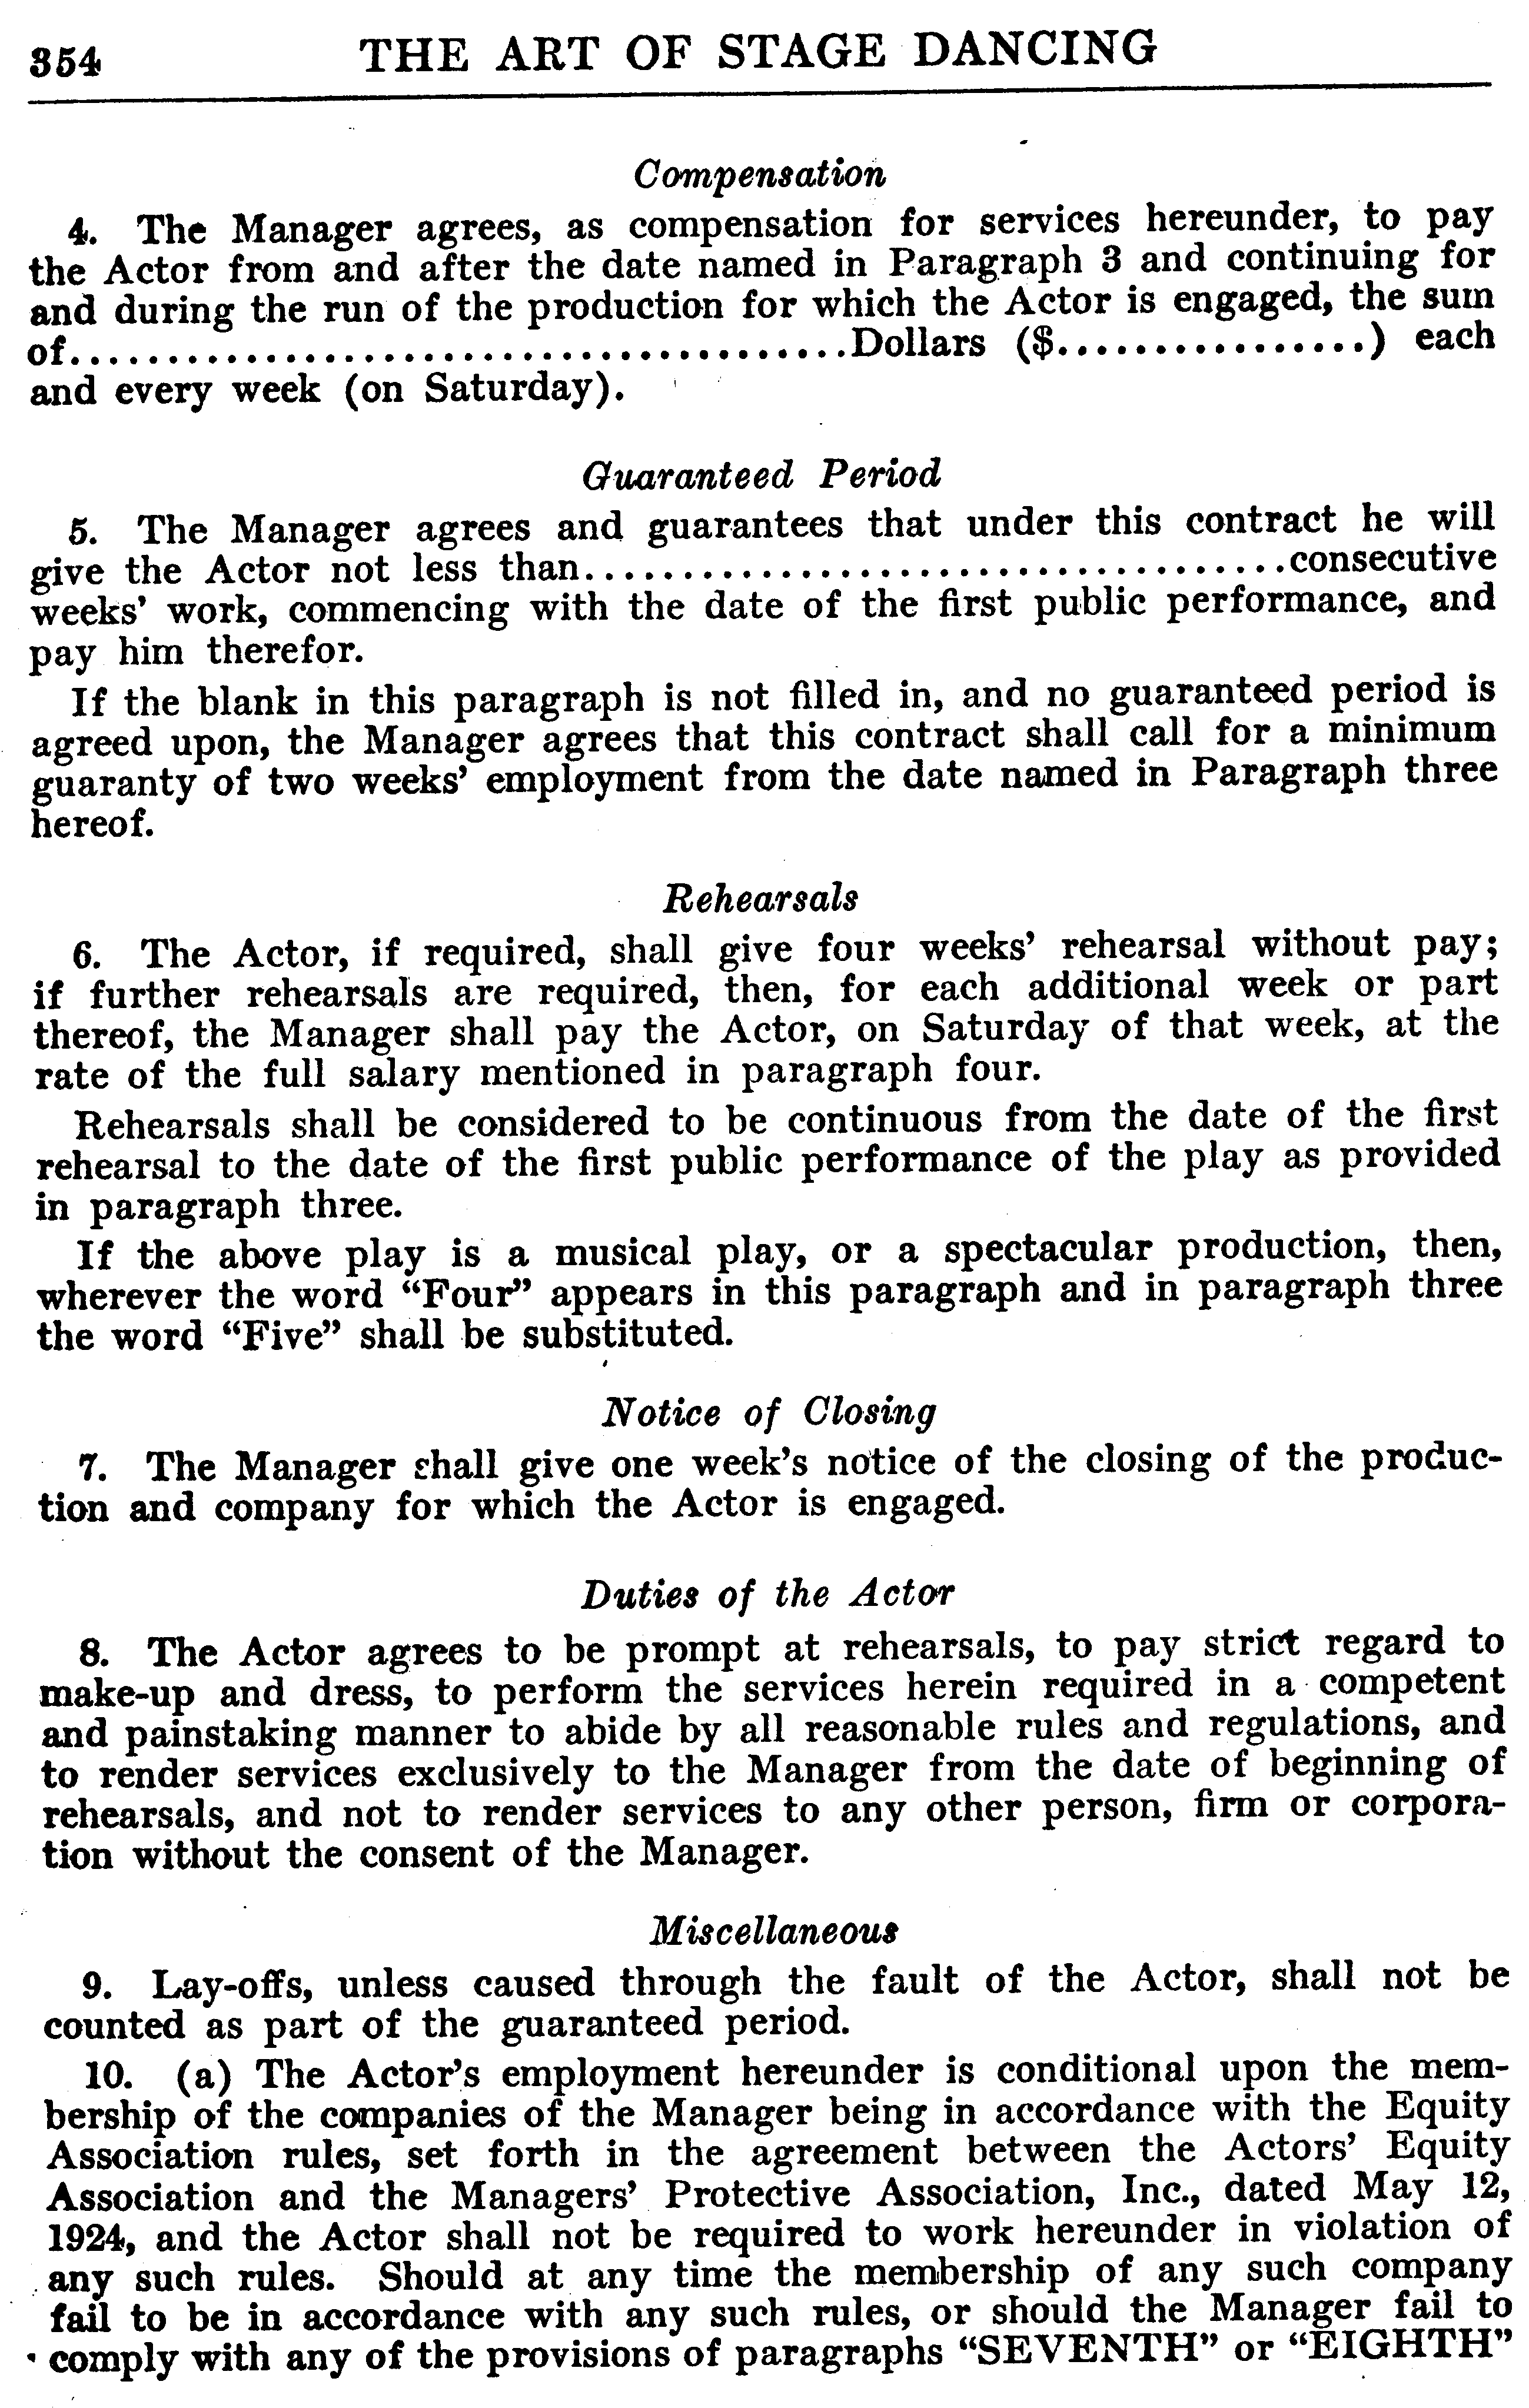 354 THE ART OF STAGE DANCING
Compensation
4. The Manager agrees, as compensation for services hereunder, to pay
the Actor from and after the date named in Paragraph 3 and continuing for
and during the run of the production for which the Actor is engaged, the sum
of........................................Dollars ($................) each
and every week (on Saturday).
Guaranteed Period
5. The Manager agrees and guarantees that under this contract he will
give the Actor not less than....................................consecutive
weeks' work, commencing with the date of the first public performance, and
pay him therefor.
If the blank in this paragraph is not filled in, and no guaranteed period is
agreed upon, the Manager agrees that this contract shall call for a minimum
guaranty of two weeks' employment from the date named in Paragraph three
hereof.
Rehearsals
6. The Actor, if required, shall give four weeks' rehearsal without pay;
if further rehearsals are required, then, for each additional week or part
thereof, the Manager shall pay the Actor, on Saturday of that week, at the
rate of the full salary mentioned in paragraph four.
Rehearsals shall be considered to be continuous from the date of the first
rehearsal to the date of the first public performance of the play as provided
in paragraph three.
If the above play is a musical play, or a spectacular production, then,
wherever the word "Four" appears in this paragraph and in paragraph three
the word "Five" shall be substituted.
Notice of Closing
7. The Manager shall give one week's notice of the closing of the produc-
tion and company for which the Actor is engaged.
Duties of the Actor
8. The Actor agrees to be prompt at rehearsals, to pay strict regard to
make-up and dress, to perform the services herein required in a competent
and painstaking manner to abide by all reasonable rules and regulations, and
to render services exclusively to the Manager from the date of beginning of
rehearsals, and not to render services to any other person, firm or corpora-
tion without the consent of the Manager.
Miscellaneous
9. Lay-offs, unless caused through the fault of the Actor, shall not be
counted as part of the guaranteed period.
10. (a) The Actor's employment hereunder is conditional upon the mem-
bership of the companies of the Manager being in accordance with the Equity
Association rules, set forth in the agreement between the Actors' Equity
Association and the Managers' Protective Association, Inc., dated May 12,
1924, and the Actor shall not be required to work hereunder in violation of
any such rules. Should at any time the membership of any such company
fail to be in accordance with any such rules, or should the Manager fail to
comply with any of the provisions of paragraphs "SEVENTH" or "EIGHTH"